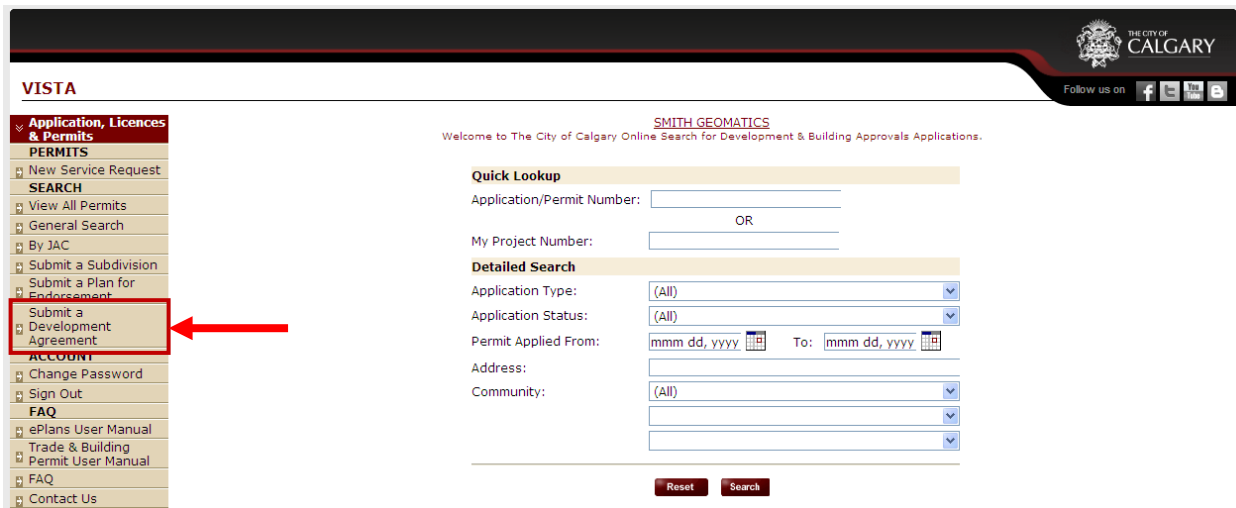 THE CITY OF
CALGARY
VISTA
Follow us on
f t You Tube B
Application, Licences
& Permits
PERMITS
New Service Request
SEARCH
View All Permits
General Search
By JAC
Submit a Subdivision
Submit a Plan for
Endorsement
Submit a
Development
Agreement
ACCOUNT
Change Password
Sign Out
FAQ
ePlans User Manual
Trade & Building
Permit User Manual
FAQ
Contact Us
SMITH GEOMATICS
Welcome to The City of Calgary Online Search for Development & Building Approvals Applications.
Quick Lookup
Application/Permit Number:
OR
My Project Number:
Detailed Search
Application Type: (All)
Application Status: (All)
Permit Applied From: mmm dd, yyyy To: mmm dd, yyyy
Address:
Community: (All)
Reset Search